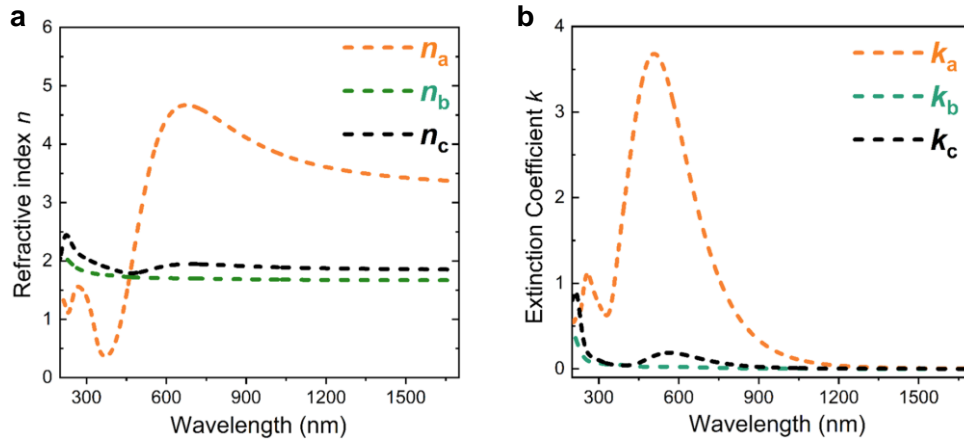 a
6
5
4
3
2
1
0
Refractive index n
300 600 900 1200 1500
Wavelength (nm)
na
nb
nc
b
4
3
2
1
0
Extinction Coefficient k
300 600 900 1200 1500
Wavelength (nm)
ka
kb
kc